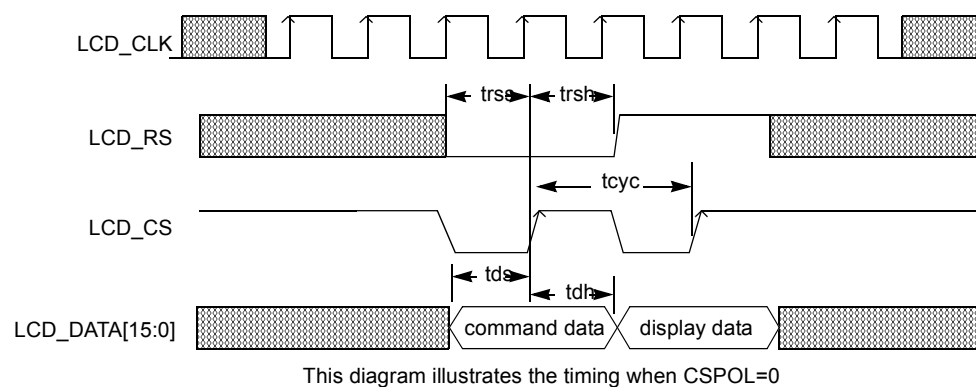 LCD_CLK
trss trsh
LCD_RS
tcyc
LCD_CS
tds
tdh
LCD_DATA[15:0] command data display data
This diagram illustrates the timing when CSPOL=0